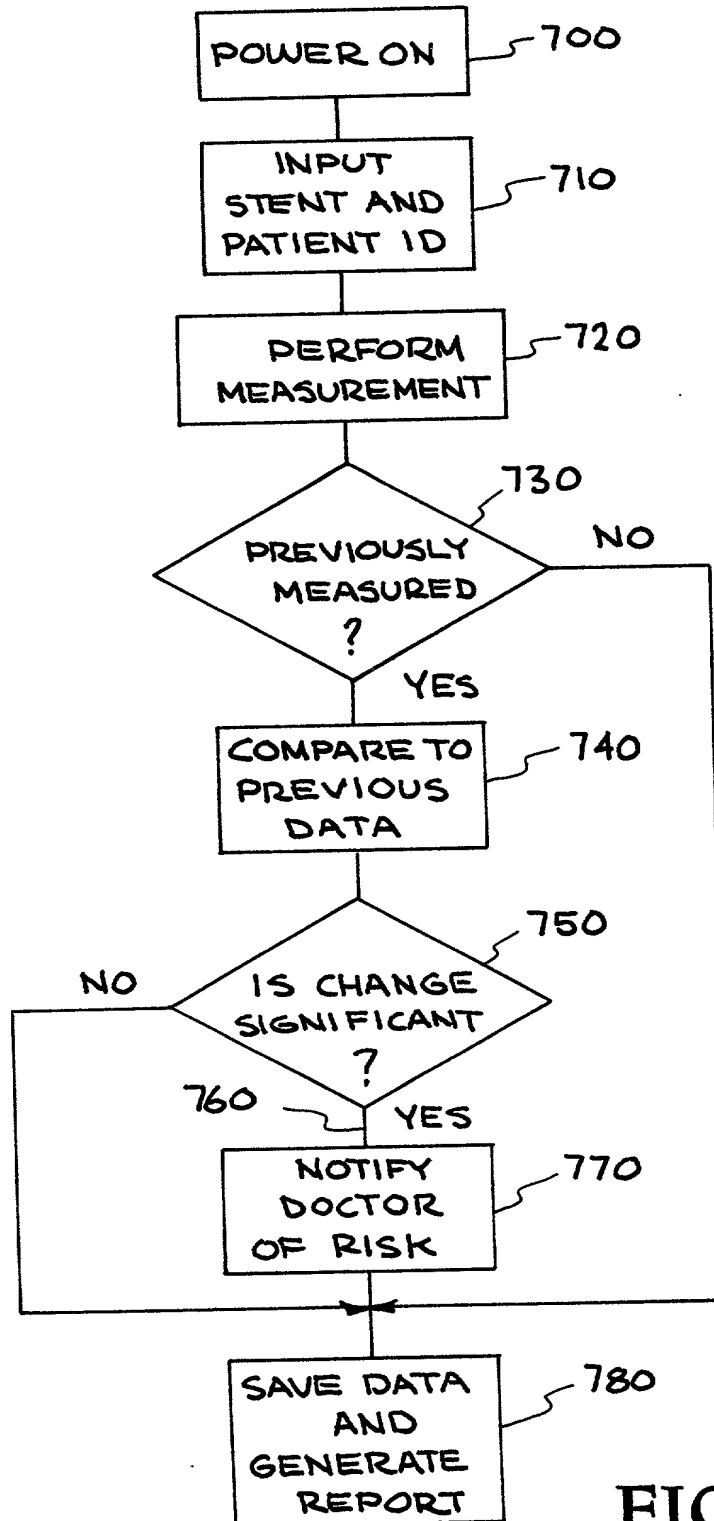 POWER ON
700
INPUT
STENT AND
PATIENT ID
710
PERFORM
MEASUREMENT
720
730
PREVIOUSLY
MEASURED
?
NO
YES
COMPARE TO
PREVIOUS
DATA
740
750
NO
IS CHANGE
SIGNIFICANT
?
760
YES
NOTIFY
DOCTOR
OF RISK
770
SAVE DATA
AND
GENERATE
REPORT
780
FIG